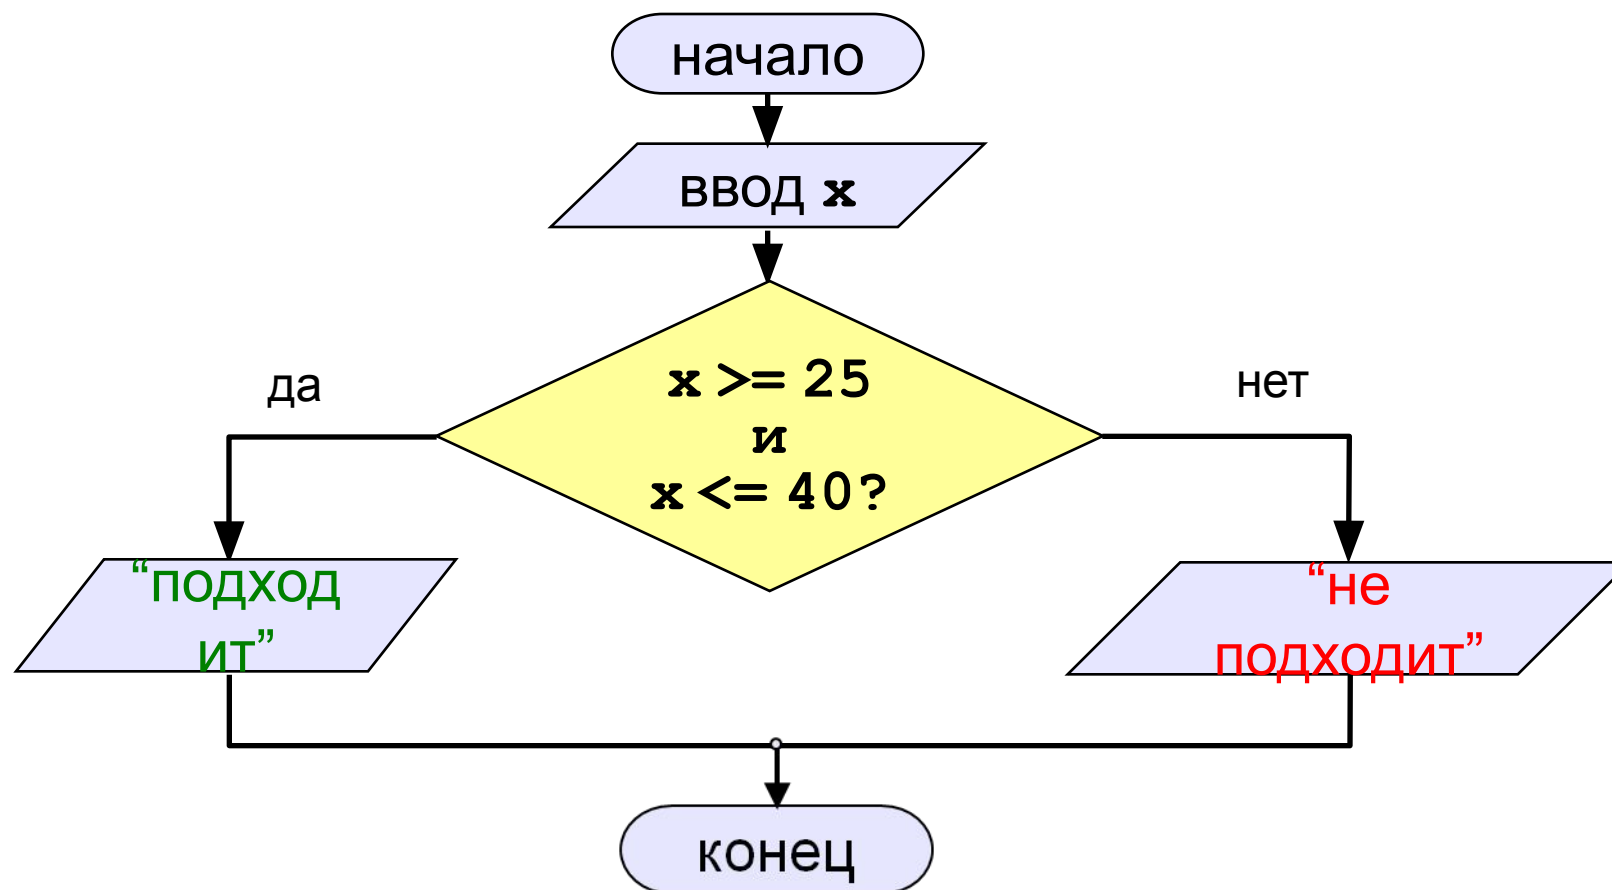 начало
ввод x
x >= 25
и
x <= 40?
да
нет
“подход
ит”
“не
подходит”
конец